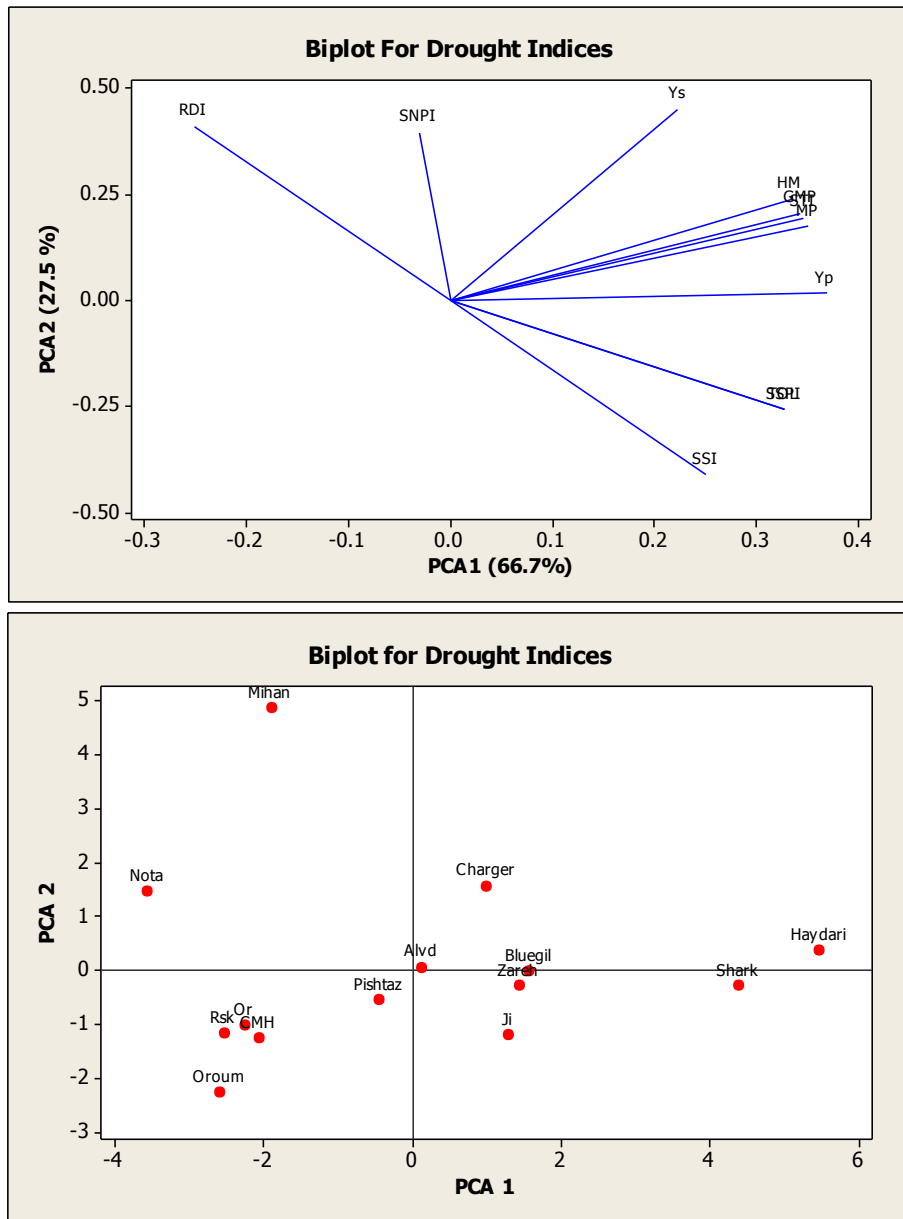 Biplot For Drought Indices
PCA2 (27.5 %)
0.50
0.25
0.00
-0.25
-0.50
RDI
SNPI
Ys
HM
GMP
STI
MP
Yp
TOL
SSPI
SSI
-0.3
-0.2
-0.1
0.0
0.1
0.2
0.3
0.4
PCA1 (66.7%)
Biplot for Drought Indices
PCA 2
5
4
3
2
1
0
-1
-2
-3
Mihan
Nota
Charger
Haydari
Alvd
Bluegil
Zareh
Shark
Pishtaz
Or
Rsk
CMH
Ji
Oroum
-4
-2
0
2
4
6
PCA 1